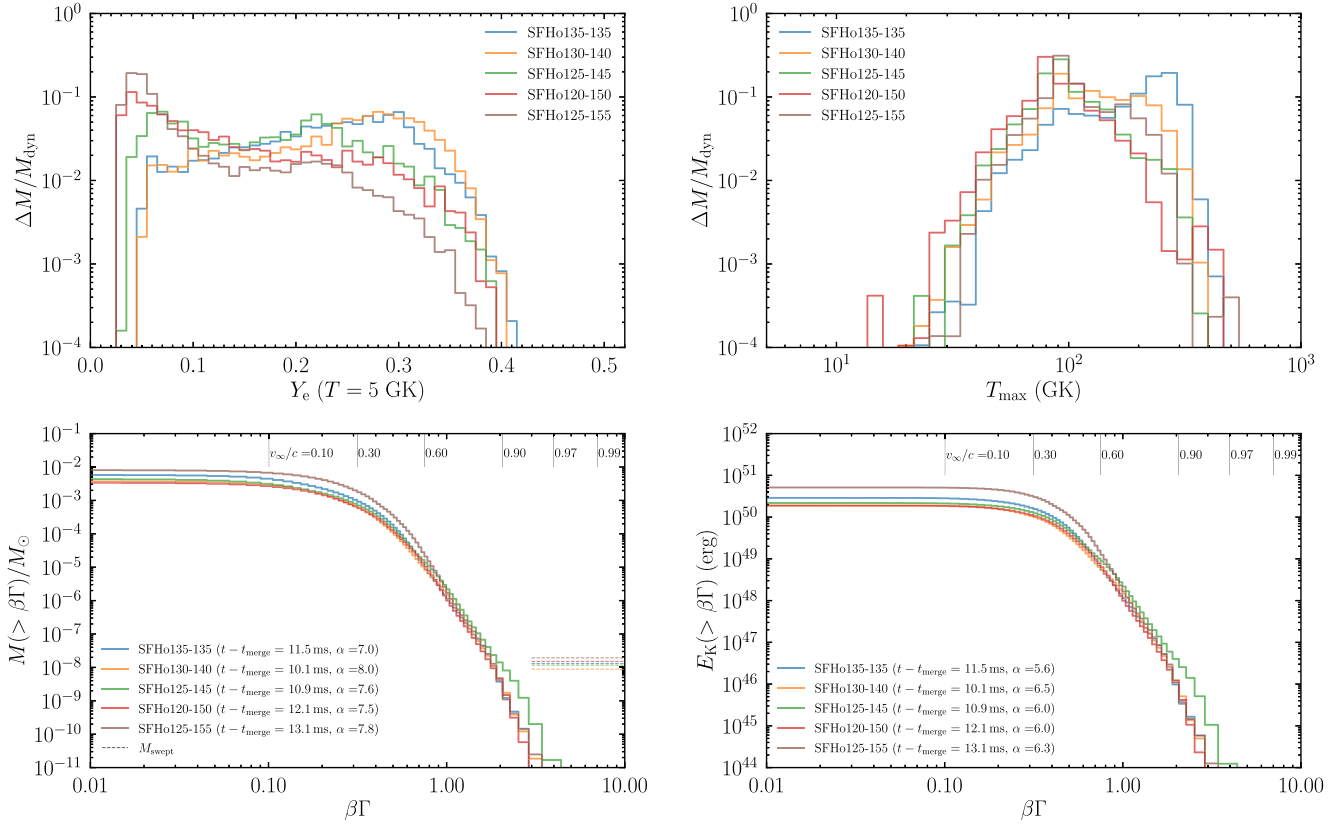 10^0
10^-1
10^-2
10^-3
10^-4
ΔM/M_dyn
SFHo135-135
SFHo130-140
SFHo125-145
SFHo120-150
SFHo125-155
0.0 0.1 0.2 0.3 0.4 0.5
Y_e (T = 5 GK)
10^0
10^-1
10^-2
10^-3
10^-4
ΔM/M_dyn
SFHo135-135
SFHo130-140
SFHo125-145
SFHo120-150
SFHo125-155
10^1 10^2 10^3
T_max (GK)
10^-1
10^-2
10^-3
10^-4
10^-5
10^-6
10^-7
10^-8
10^-9
10^-10
10^-11
M(> βΓ)/M_⊙
v_∞/c =0.10 0.30 0.60 0.90 0.97 0.99
SFHo135-135 (t − t_merge = 11.5 ms, α =7.0)
SFHo130-140 (t − t_merge = 10.1 ms, α =8.0)
SFHo125-145 (t − t_merge = 10.9 ms, α =7.6)
SFHo120-150 (t − t_merge = 12.1 ms, α =7.5)
SFHo125-155 (t − t_merge = 13.1 ms, α =7.8)
M_swept
0.01 0.10 1.00 10.00
βΓ
10^52
10^51
10^50
10^49
10^48
10^47
10^46
10^45
10^44
E_K(> βΓ) (erg)
v_∞/c =0.10 0.30 0.60 0.90 0.97 0.99
SFHo135-135 (t − t_merge = 11.5 ms, α =5.6)
SFHo130-140 (t − t_merge = 10.1 ms, α =6.5)
SFHo125-145 (t − t_merge = 10.9 ms, α =6.0)
SFHo120-150 (t − t_merge = 12.1 ms, α =6.0)
SFHo125-155 (t − t_merge = 13.1 ms, α =6.3)
0.01 0.10 1.00 10.00
βΓ